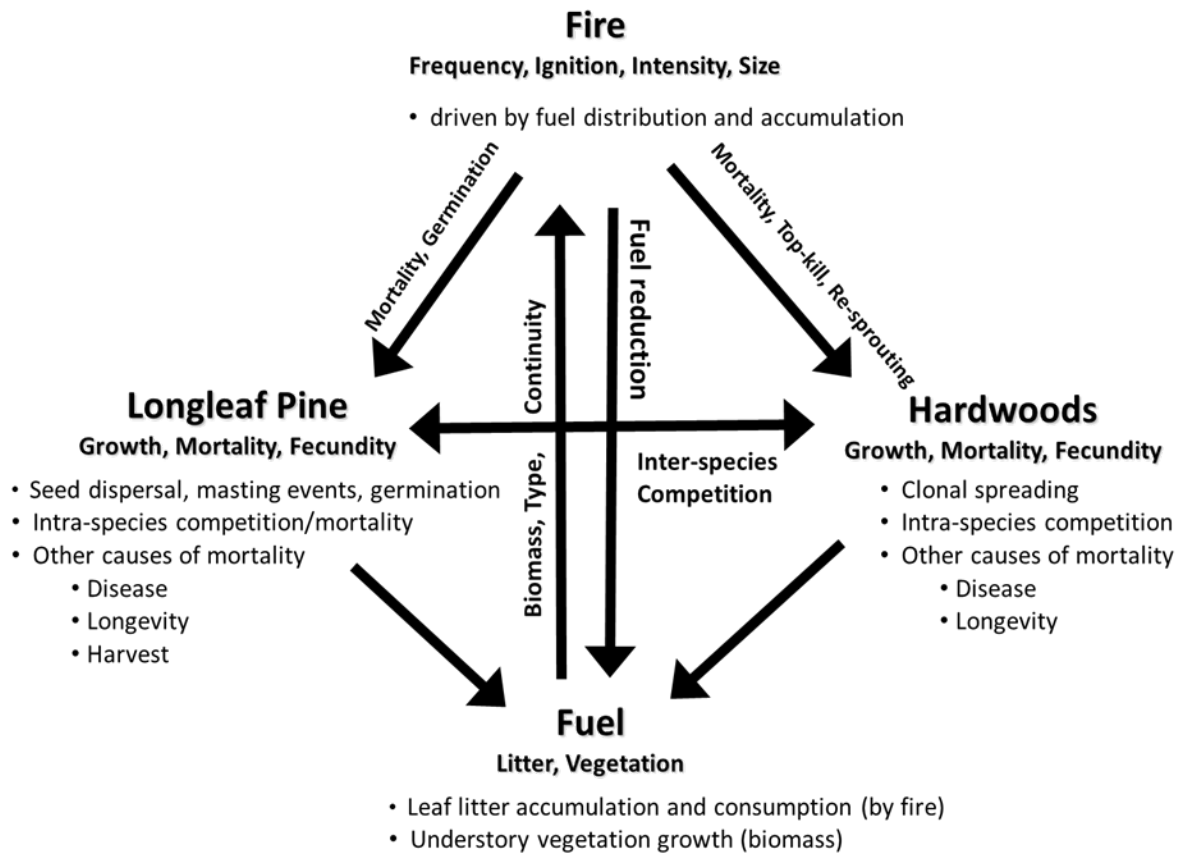 Fire
Frequency, Ignition, Intensity, Size
• driven by fuel distribution and accumulation
Mortality, Germination
Mortality, Top-kill, Re-sprouting
Fuel reduction
Biomass, Type, Continuity
Longleaf Pine
Growth, Mortality, Fecundity
• Seed dispersal, masting events, germination
• Intra-species competition/mortality
• Other causes of mortality
• Disease
• Longevity
• Harvest
Inter-species
Competition
Hardwoods
Growth, Mortality, Fecundity
• Clonal spreading
• Intra-species competition
• Other causes of mortality
• Disease
• Longevity
Fuel
Litter, Vegetation
• Leaf litter accumulation and consumption (by fire)
• Understory vegetation growth (biomass)